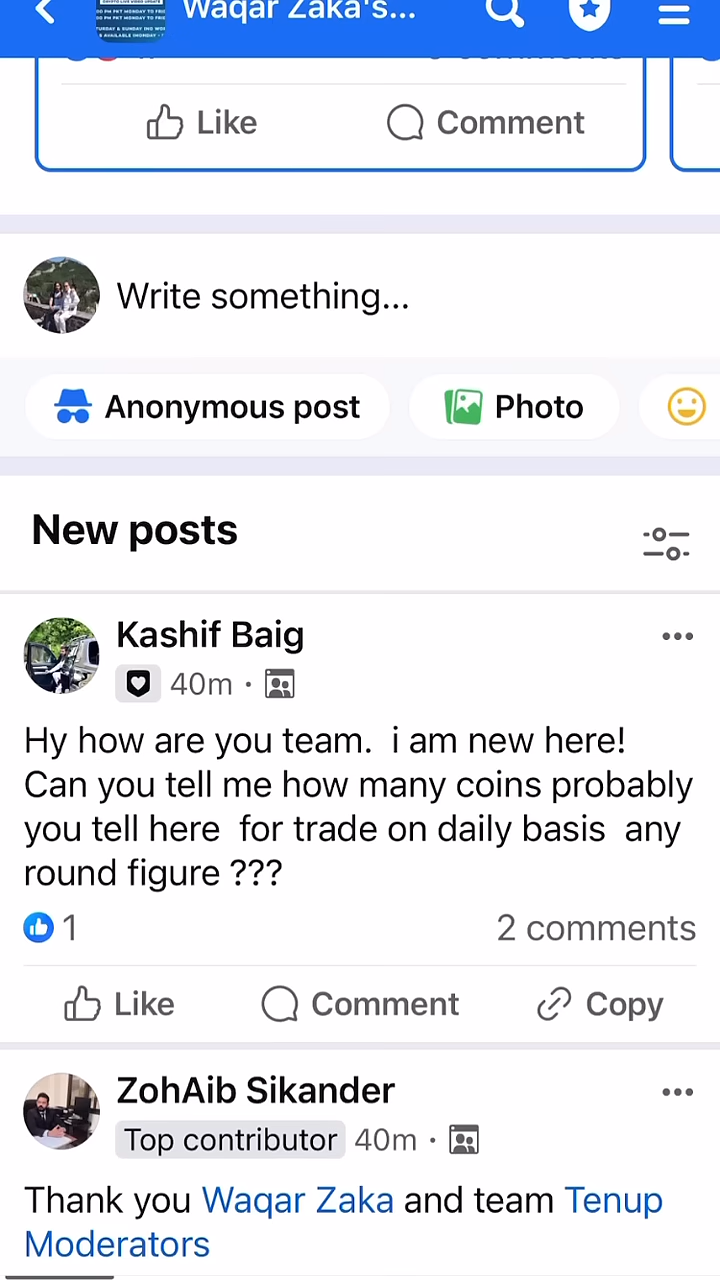 Waqar Zaka's...
Like
Comment
Write something...
Anonymous post
Photo
New posts
Kashif Baig
40m ·
Hy how are you team.  i am new here!
Can you tell me how many coins probably
you tell here  for trade on daily basis  any
round figure ???
1
2 comments
Like
Comment
Copy
ZohAib Sikander
Top contributor 40m ·
Thank you Waqar Zaka and team Tenup
Moderators